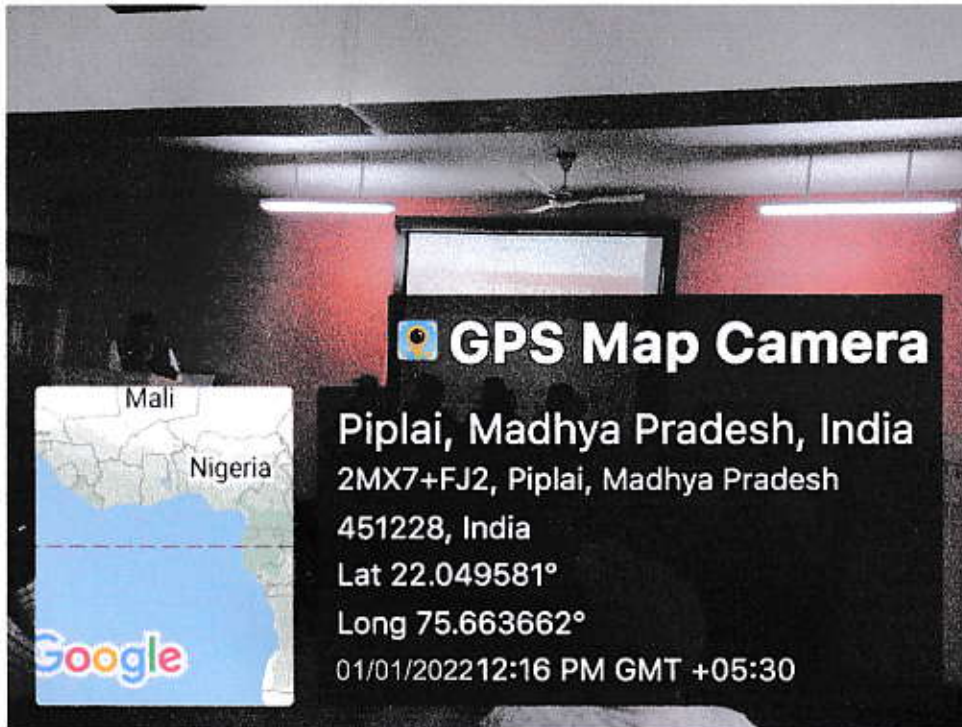 GPS Map Camera
Mali
Nigeria
Google
Piplai, Madhya Pradesh, India
2MX7+FJ2, Piplai, Madhya Pradesh
451228, India
Lat 22.049581°
Long 75.663662°
01/01/2022 12:16 PM GMT +05:30